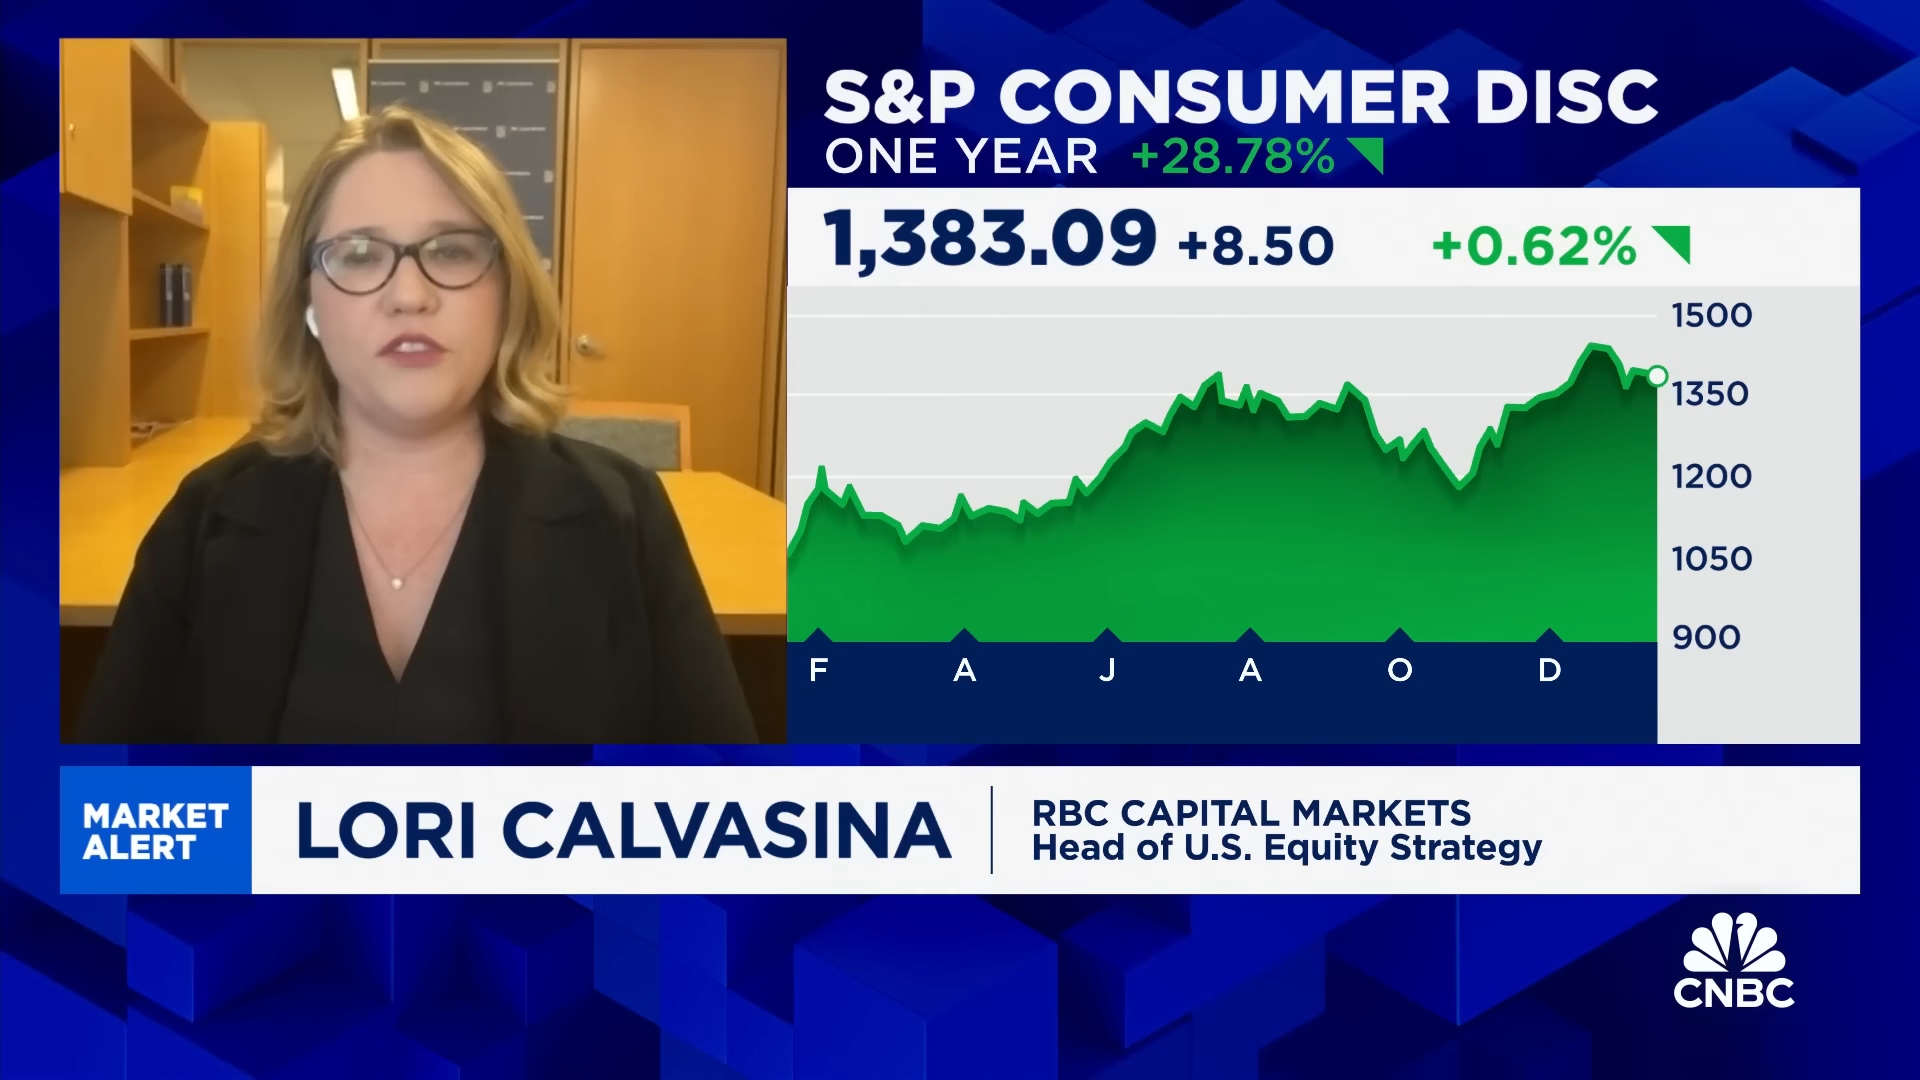 S&P CONSUMER DISC
ONE YEAR +28.78%
1,383.09 +8.50 +0.62%
1500
1350
1200
1050
900
F A J A O D
MARKET
ALERT
LORI CALVASINA
RBC CAPITAL MARKETS
Head of U.S. Equity Strategy
CNBC